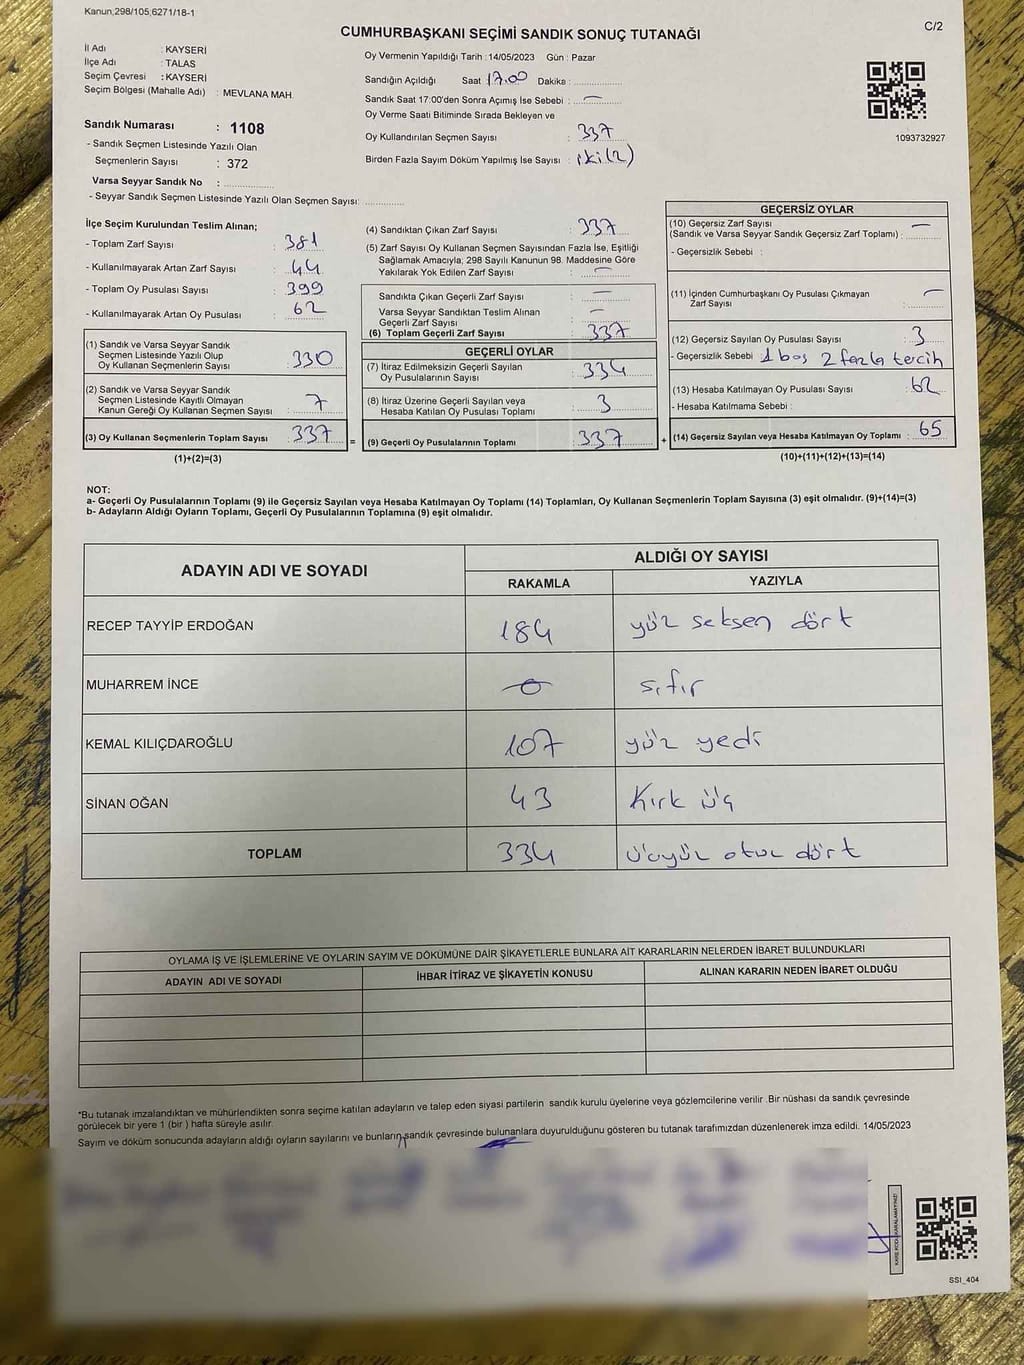 Kanun;298/105,6271/18-1
C/2
CUMHURBAŞKANI SEÇİMİ SANDIK SONUÇ TUTANAĞI
İl Adı : KAYSERİ
İlçe Adı : TALAS
Seçim Çevresi : KAYSERİ
Seçim Bölgesi (Mahalle Adı) : MEVLANA MAH.
Sandık Numarası : 1108
- Sandık Seçmen Listesinde Yazılı Olan
Seçmenlerin Sayısı : 372
Varsa Seyyar Sandık No :
- Seyyar Sandık Seçmen Listesinde Yazılı Olan Seçmen Sayısı:
Oy Vermenin Yapıldığı Tarih :14/05/2023 Gün : Pazar
Sandığın Açıldığı Saat 17.00 Dakika :
Sandık Saat 17:00'den Sonra Açımış İse Sebebi : —
Oy Verme Saati Bitiminde Sırada Bekleyen ve
Oy Kullandırılan Seçmen Sayısı : 337
Birden Fazla Sayım Döküm Yapılmış İse Sayısı : iki(2)
1093732927
İlçe Seçim Kurulundan Teslim Alınan;
- Toplam Zarf Sayısı : 381
- Kullanılmayarak Artan Zarf Sayısı : 44
- Toplam Oy Pusulası Sayısı : 399
- Kullanılmayarak Artan Oy Pusulası : 62
(1) Sandık ve Varsa Seyyar Sandık
Seçmen Listesinde Yazılı Olup
Oy Kullanan Seçmenlerin Sayısı : 330
(2) Sandık ve Varsa Seyyar Sandık
Seçmen Listesinde Kayıtlı Olmayan
Kanun Gereği Oy Kullanan Seçmen Sayısı : 7
(3) Oy Kullanan Seçmenlerin Toplam Sayısı : 337 =
(1)+(2)=(3)
(4) Sandıktan Çıkan Zarf Sayısı : 337
(5) Zarf Sayısı Oy Kullanan Seçmen Sayısından Fazla İse, Eşitliği
Sağlamak Amacıyla; 298 Sayılı Kanunun 98. Maddesine Göre
Yakılarak Yok Edilen Zarf Sayısı : —
Sandıkta Çıkan Geçerli Zarf Sayısı : —
Varsa Seyyar Sandıktan Teslim Alınan
Geçerli Zarf Sayısı : —
(6) Toplam Geçerli Zarf Sayısı : 337
GEÇERLİ OYLAR
(7) İtiraz Edilmeksizin Geçerli Sayılan
Oy Pusulalarının Sayısı : 334
(8) İtiraz Üzerine Geçerli Sayılan veya
Hesaba Katılan Oy Pusulası Toplamı : 3
(9) Geçerli Oy Pusulalarının Toplamı : 337 +
GEÇERSİZ OYLAR
(10) Geçersiz Zarf Sayısı
(Sandık ve Varsa Seyyar Sandık Geçersiz Zarf Toplamı) : —
- Geçersizlik Sebebi :
(11) İçinden Cumhurbaşkanı Oy Pusulası Çıkmayan
Zarf Sayısı : —
(12) Geçersiz Sayılan Oy Pusulası Sayısı : 3
- Geçersizlik Sebebi 1 boş 2 fazla tercih
(13) Hesaba Katılmayan Oy Pusulası Sayısı : 62
- Hesaba Katılmama Sebebi :
(14) Geçersiz Sayılan veya Hesaba Katılmayan Oy Toplamı : 65
(10)+(11)+(12)+(13)=(14)
NOT:
a- Geçerli Oy Pusulalarının Toplamı (9) ile Geçersiz Sayılan veya Hesaba Katılmayan Oy Toplamı (14) Toplamları, Oy Kullanan Seçmenlerin Toplam Sayısına (3) eşit olmalıdır. (9)+(14)=(3)
b- Adayların Aldığı Oyların Toplamı, Geçerli Oy Pusulalarının Toplamına (9) eşit olmalıdır.
ADAYIN ADI VE SOYADI
ALDIĞI OY SAYISI
RAKAMLA YAZIYLA
RECEP TAYYİP ERDOĞAN 184 yüz seksen dört
MUHARREM İNCE 0 sıfır
KEMAL KILIÇDAROĞLU 107 yüz yedi
SİNAN OĞAN 43 Kırk üç
TOPLAM 334 üçyüz otuz dört
OYLAMA İŞ VE İŞLEMLERİNE VE OYLARIN SAYIM VE DÖKÜMÜNE DAİR ŞİKAYETLERLE BUNLARA AİT KARARLARIN NELERDEN İBARET BULUNDUKLARI
ADAYIN ADI VE SOYADI İHBAR İTİRAZ VE ŞİKAYETİN KONUSU ALINAN KARARIN NEDEN İBARET OLDUĞU
*Bu tutanak imzalandıktan ve mühürlendikten sonra seçime katılan adayların ve talep eden siyasi partilerin sandık kurulu üyelerine veya gözlemcilerine verilir .Bir nüshası da sandık çevresinde
görülecek bir yere 1 (bir ) hafta süreyle asılır.
Sayım ve döküm sonucunda adayların aldığı oyların sayılarını ve bunların sandık çevresinde bulunanlara duyurulduğunu gösteren bu tutanak tarafımızdan düzenlenerek imza edildi. 14/05/2023
KARE KODU KARALAMAYINIZ!
SSI_404